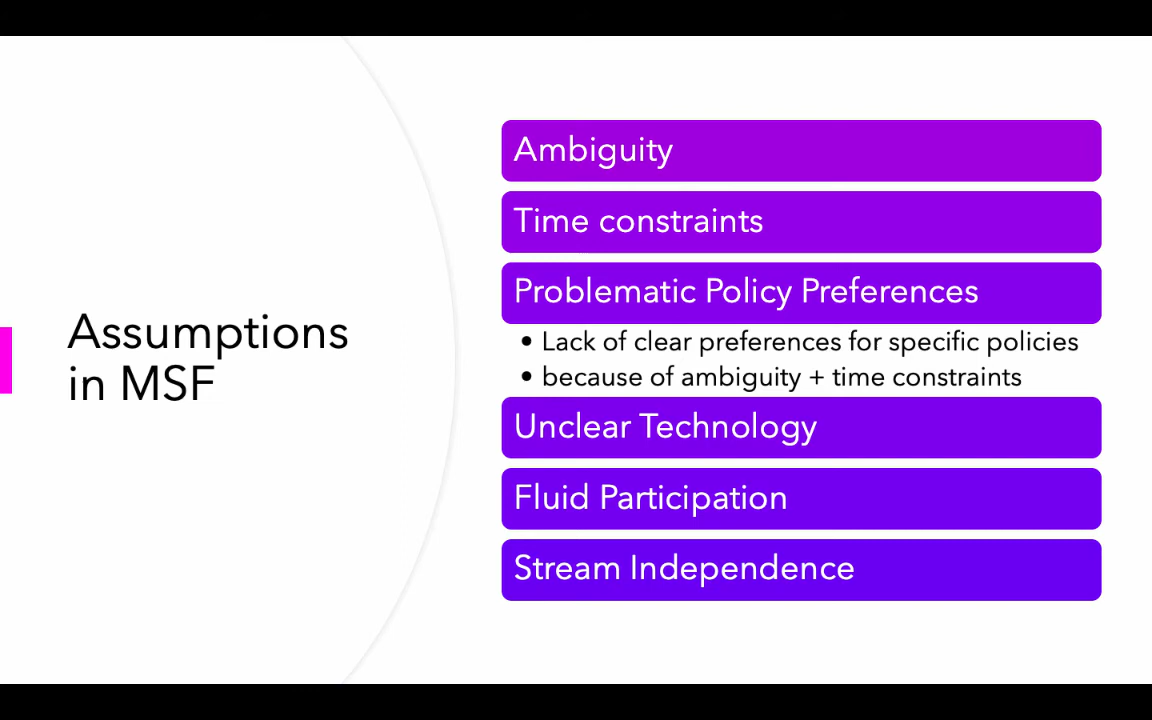 Assumptions
in MSF
Ambiguity
Time constraints
Problematic Policy Preferences
• Lack of clear preferences for specific policies
• because of ambiguity + time constraints
Unclear Technology
Fluid Participation
Stream Independence